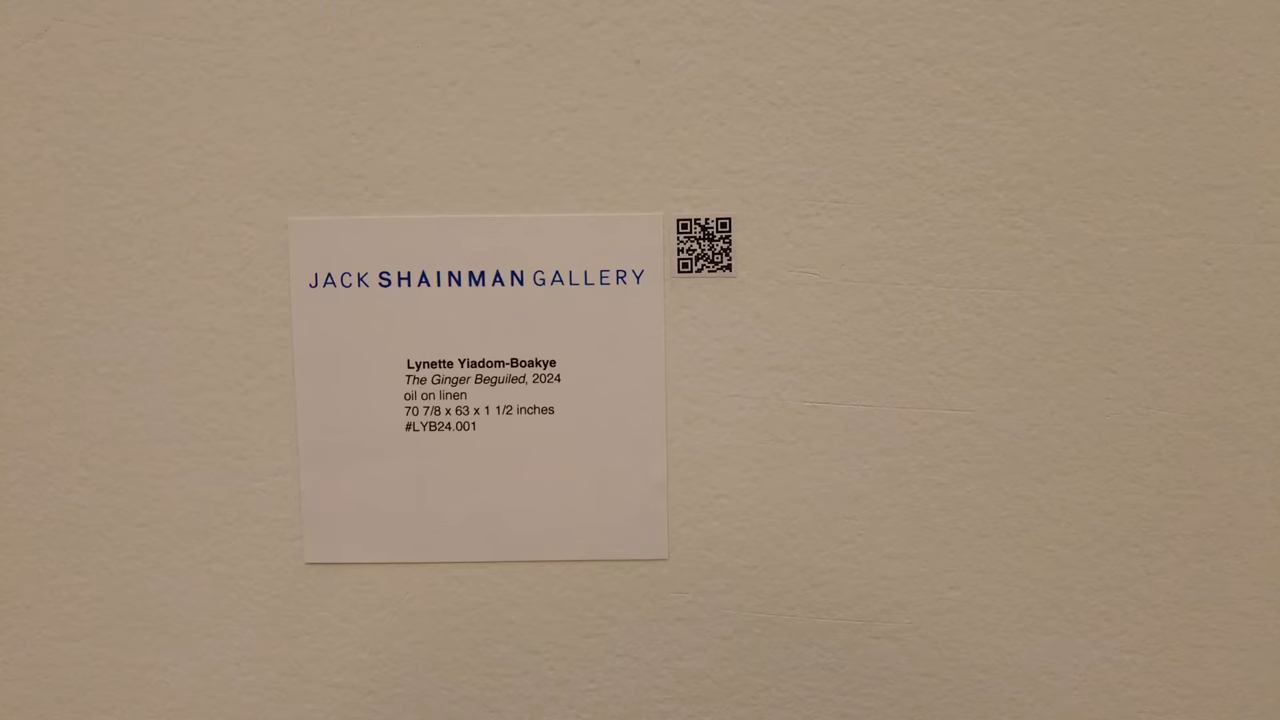 JACK SHAINMAN GALLERY
Lynette Yiadom-Boakye
The Ginger Beguiled, 2024
oil on linen
70 7/8 x 63 x 1 1/2 inches
#LYB24.001